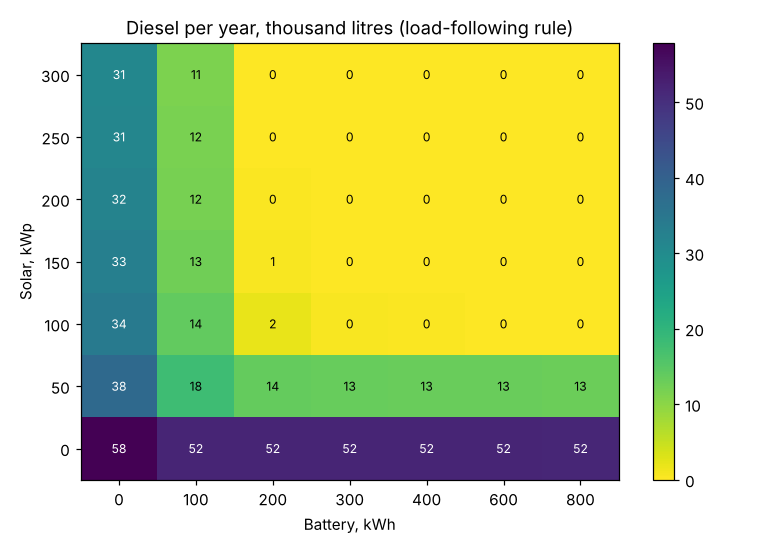 Diesel per year, thousand litres (load-following rule)
300 31 11 0 0 0 0 0
250 31 12 0 0 0 0 0
200 32 12 0 0 0 0 0
150 33 13 1 0 0 0 0
100 34 14 2 0 0 0 0
50 38 18 14 13 13 13 13
0 58 52 52 52 52 52 52
0 100 200 300 400 600 800
Battery, kWh
Solar, kWp
50
40
30
20
10
0